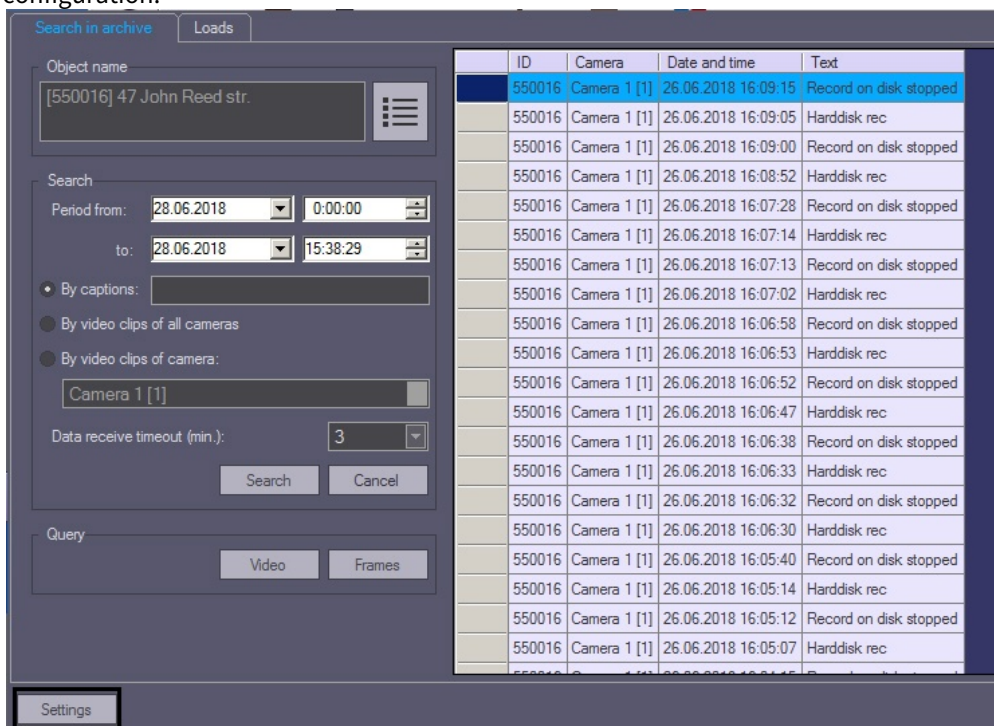 configuration.
Search in archive Loads
Object name
[550016] 47 John Reed str.
Search
Period from: 28.06.2018 0:00:00
to: 28.06.2018 15:38:29
By captions:
By video clips of all cameras
By video clips of camera:
Camera 1 [1]
Data receive timeout (min.): 3
Search Cancel
Query
Video Frames
ID Camera Date and time Text
550016 Camera 1 [1] 26.06.2018 16:09:15 Record on disk stopped
550016 Camera 1 [1] 26.06.2018 16:09:05 Harddisk rec
550016 Camera 1 [1] 26.06.2018 16:09:00 Record on disk stopped
550016 Camera 1 [1] 26.06.2018 16:08:52 Harddisk rec
550016 Camera 1 [1] 26.06.2018 16:07:28 Record on disk stopped
550016 Camera 1 [1] 26.06.2018 16:07:14 Harddisk rec
550016 Camera 1 [1] 26.06.2018 16:07:13 Record on disk stopped
550016 Camera 1 [1] 26.06.2018 16:07:02 Harddisk rec
550016 Camera 1 [1] 26.06.2018 16:06:58 Record on disk stopped
550016 Camera 1 [1] 26.06.2018 16:06:53 Harddisk rec
550016 Camera 1 [1] 26.06.2018 16:06:52 Record on disk stopped
550016 Camera 1 [1] 26.06.2018 16:06:47 Harddisk rec
550016 Camera 1 [1] 26.06.2018 16:06:38 Record on disk stopped
550016 Camera 1 [1] 26.06.2018 16:06:33 Harddisk rec
550016 Camera 1 [1] 26.06.2018 16:06:32 Record on disk stopped
550016 Camera 1 [1] 26.06.2018 16:06:30 Harddisk rec
550016 Camera 1 [1] 26.06.2018 16:05:40 Record on disk stopped
550016 Camera 1 [1] 26.06.2018 16:05:14 Harddisk rec
550016 Camera 1 [1] 26.06.2018 16:05:12 Record on disk stopped
550016 Camera 1 [1] 26.06.2018 16:05:07 Harddisk rec
Settings